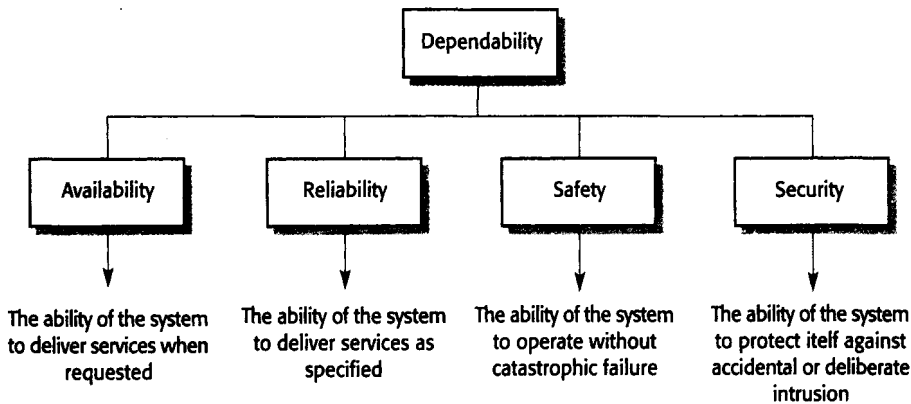 Dependability
Availability
Reliability
Safety
Security
The ability of the system
to deliver services when
requested
The ability of the system
to deliver services as
specified
The ability of the system
to operate without
catastrophic failure
The ability of the system
to protect itelf against
accidental or deliberate
intrusion